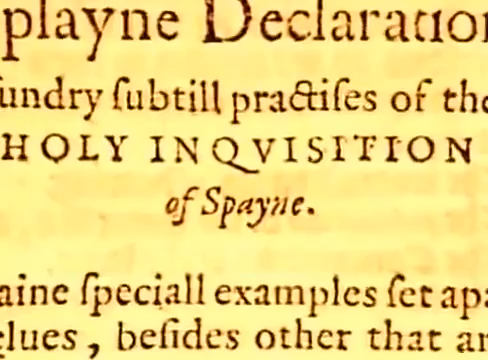 playne Declaration
sundry ſubtill practiſes of the
HOLY INQVISITION
of Spayne.
aine ſpeciall examples ſet apa
elues, beſides other that ar